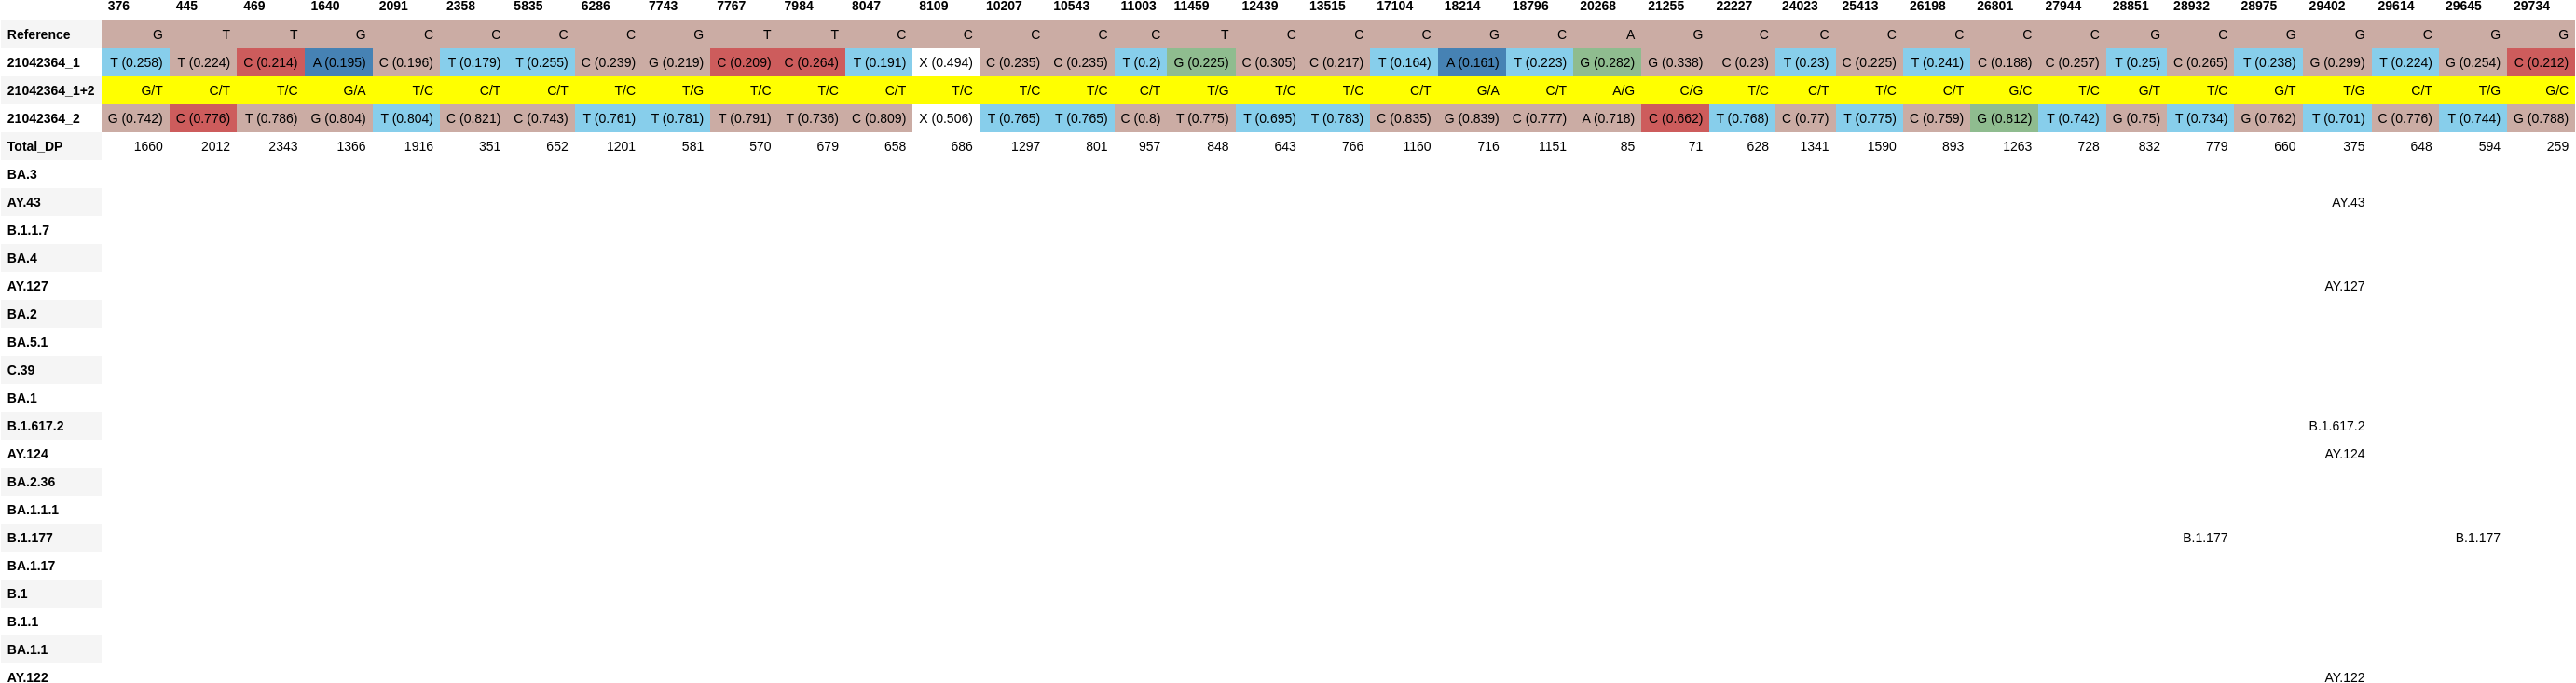 376 445 469 1640 2091 2358 5835 6286 7743 7767 7984 8047 8109 10207 10543 11003 11459 12439 13515 17104 18214 18796 20268 21255 22227 24023 25413 26198 26801 27944 28851 28932 28975 29402 29614 29645 29734
Reference G T T G C C C C G T T C C C C C T C C C G C A G C C C C C C G C G G C G G
21042364_1 T (0.258) T (0.224) C (0.214) A (0.195) C (0.196) T (0.179) T (0.255) C (0.239) G (0.219) C (0.209) C (0.264) T (0.191) X (0.494) C (0.235) C (0.235) T (0.2) G (0.225) C (0.305) C (0.217) T (0.164) A (0.161) T (0.223) G (0.282) G (0.338) C (0.23) T (0.23) C (0.225) T (0.241) C (0.188) C (0.257) T (0.25) C (0.265) T (0.238) G (0.299) T (0.224) G (0.254) C (0.212)
21042364_1+2 G/T C/T T/C G/A T/C C/T C/T T/C T/G T/C T/C C/T T/C T/C T/C C/T T/G T/C T/C C/T G/A C/T A/G C/G T/C C/T T/C C/T G/C T/C G/T T/C G/T T/G C/T T/G G/C
21042364_2 G (0.742) C (0.776) T (0.786) G (0.804) T (0.804) C (0.821) C (0.743) T (0.761) T (0.781) T (0.791) T (0.736) C (0.809) X (0.506) T (0.765) T (0.765) C (0.8) T (0.775) T (0.695) T (0.783) C (0.835) G (0.839) C (0.777) A (0.718) C (0.662) T (0.768) C (0.77) T (0.775) C (0.759) G (0.812) T (0.742) G (0.75) T (0.734) G (0.762) T (0.701) C (0.776) T (0.744) G (0.788)
Total_DP 1660 2012 2343 1366 1916 351 652 1201 581 570 679 658 686 1297 801 957 848 643 766 1160 716 1151 85 71 628 1341 1590 893 1263 728 832 779 660 375 648 594 259
BA.3
AY.43 AY.43
B.1.1.7
BA.4
AY.127 AY.127
BA.2
BA.5.1
C.39
BA.1
B.1.617.2 B.1.617.2
AY.124 AY.124
BA.2.36
BA.1.1.1
B.1.177 B.1.177 B.1.177
BA.1.17
B.1
B.1.1
BA.1.1
AY.122 AY.122